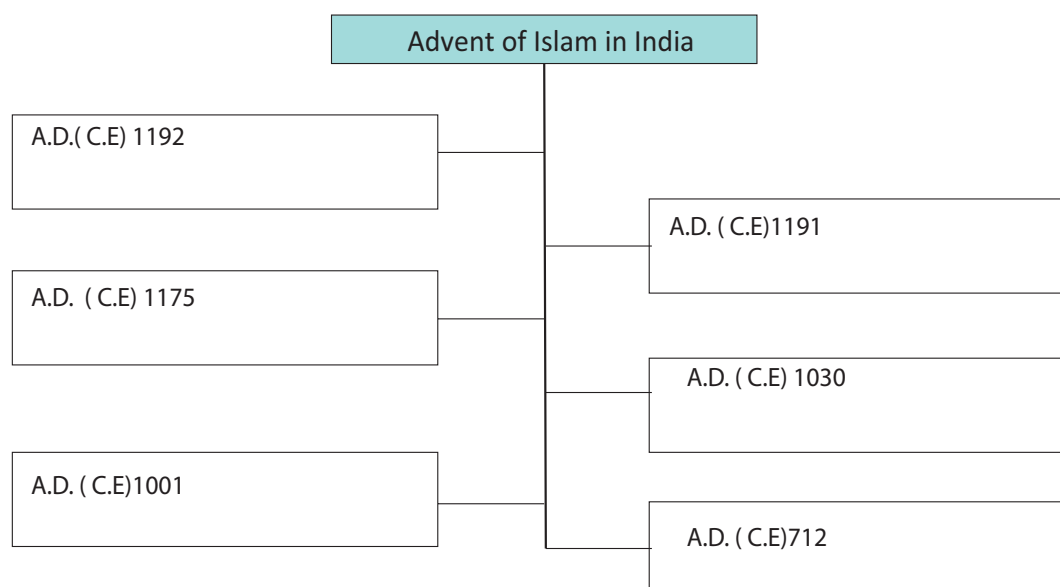 Advent of Islam in India
A.D.( C.E) 1192
A.D. ( C.E)1191
A.D. ( C.E) 1175
A.D. ( C.E) 1030
A.D. ( C.E)1001
A.D. ( C.E)712